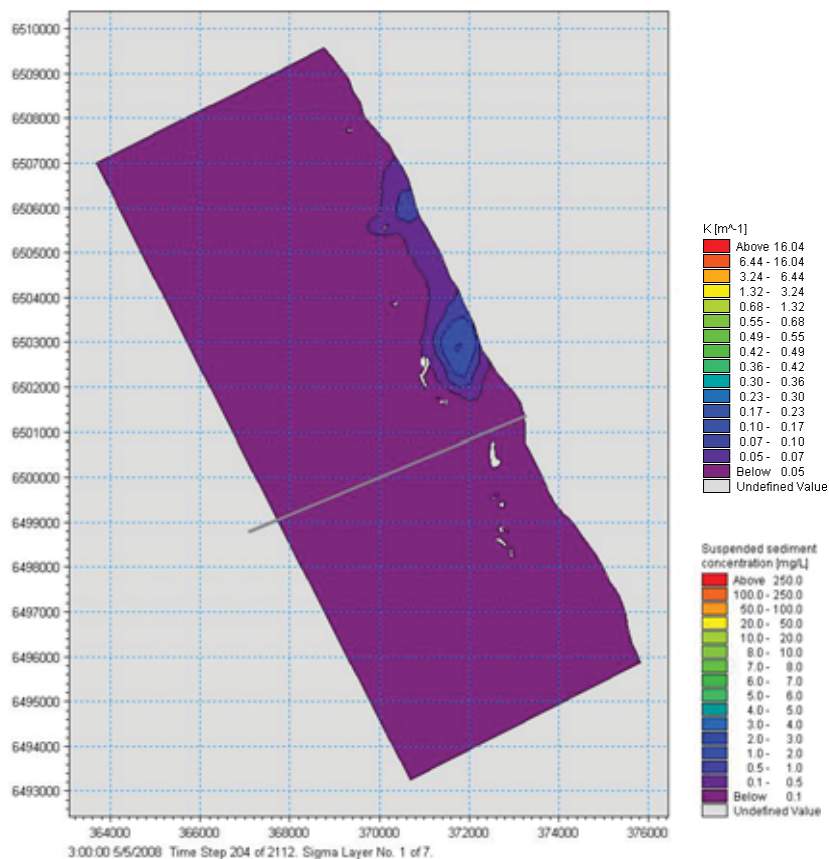 6510000
6509000
6508000
6507000
6506000
6505000
6504000
6503000
6502000
6501000
6500000
6499000
6498000
6497000
6496000
6495000
6494000
6493000
364000 366000 368000 370000 372000 374000 376000
3:00:00 5/5/2008 Time Step 204 of 2112. Sigma Layer No. 1 of 7.
K [m^-1]
Above 16.04
6.44 - 16.04
3.24 - 6.44
1.32 - 3.24
0.68 - 1.32
0.55 - 0.68
0.49 - 0.55
0.42 - 0.49
0.36 - 0.42
0.30 - 0.36
0.23 - 0.30
0.17 - 0.23
0.10 - 0.17
0.07 - 0.10
0.05 - 0.07
Below 0.05
Undefined Value
Suspended sediment
concentration [mg/L]
Above 250.0
100.0 - 250.0
50.0 - 100.0
20.0 - 50.0
10.0 - 20.0
8.0 - 10.0
7.0 - 8.0
6.0 - 7.0
5.0 - 6.0
4.0 - 5.0
3.0 - 4.0
2.0 - 3.0
1.0 - 2.0
0.5 - 1.0
0.1 - 0.5
Below 0.1
Undefined Value